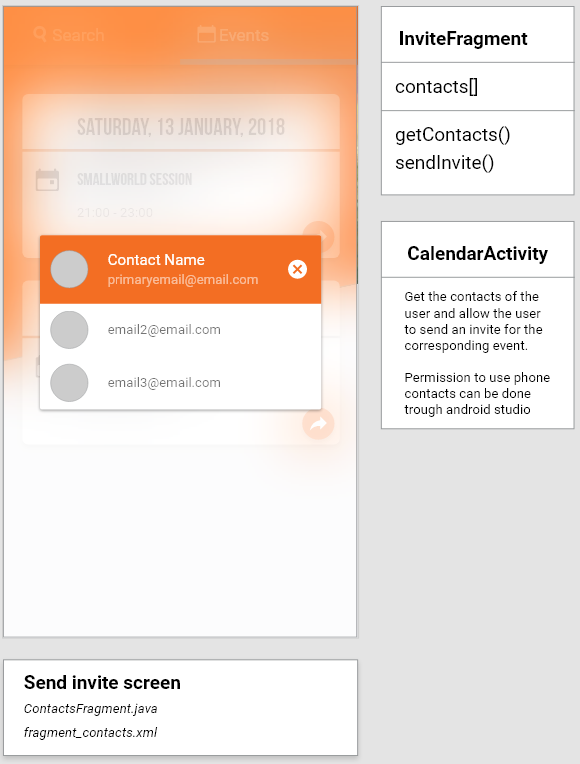 Search
Events
SATURDAY, 13 JANUARY, 2018
SMALLWORLD SESSION
21:00 - 23:00
Contact Name
primaryemail@email.com
email2@email.com
email3@email.com
Send invite screen
ContactsFragment.java
fragment_contacts.xml
InviteFragment
contacts[]
getContacts()
sendInvite()
CalendarActivity
Get the contacts of the
user and allow the user
to send an invite for the
corresponding event.
Permission to use phone
contacts can be done
trough android studio